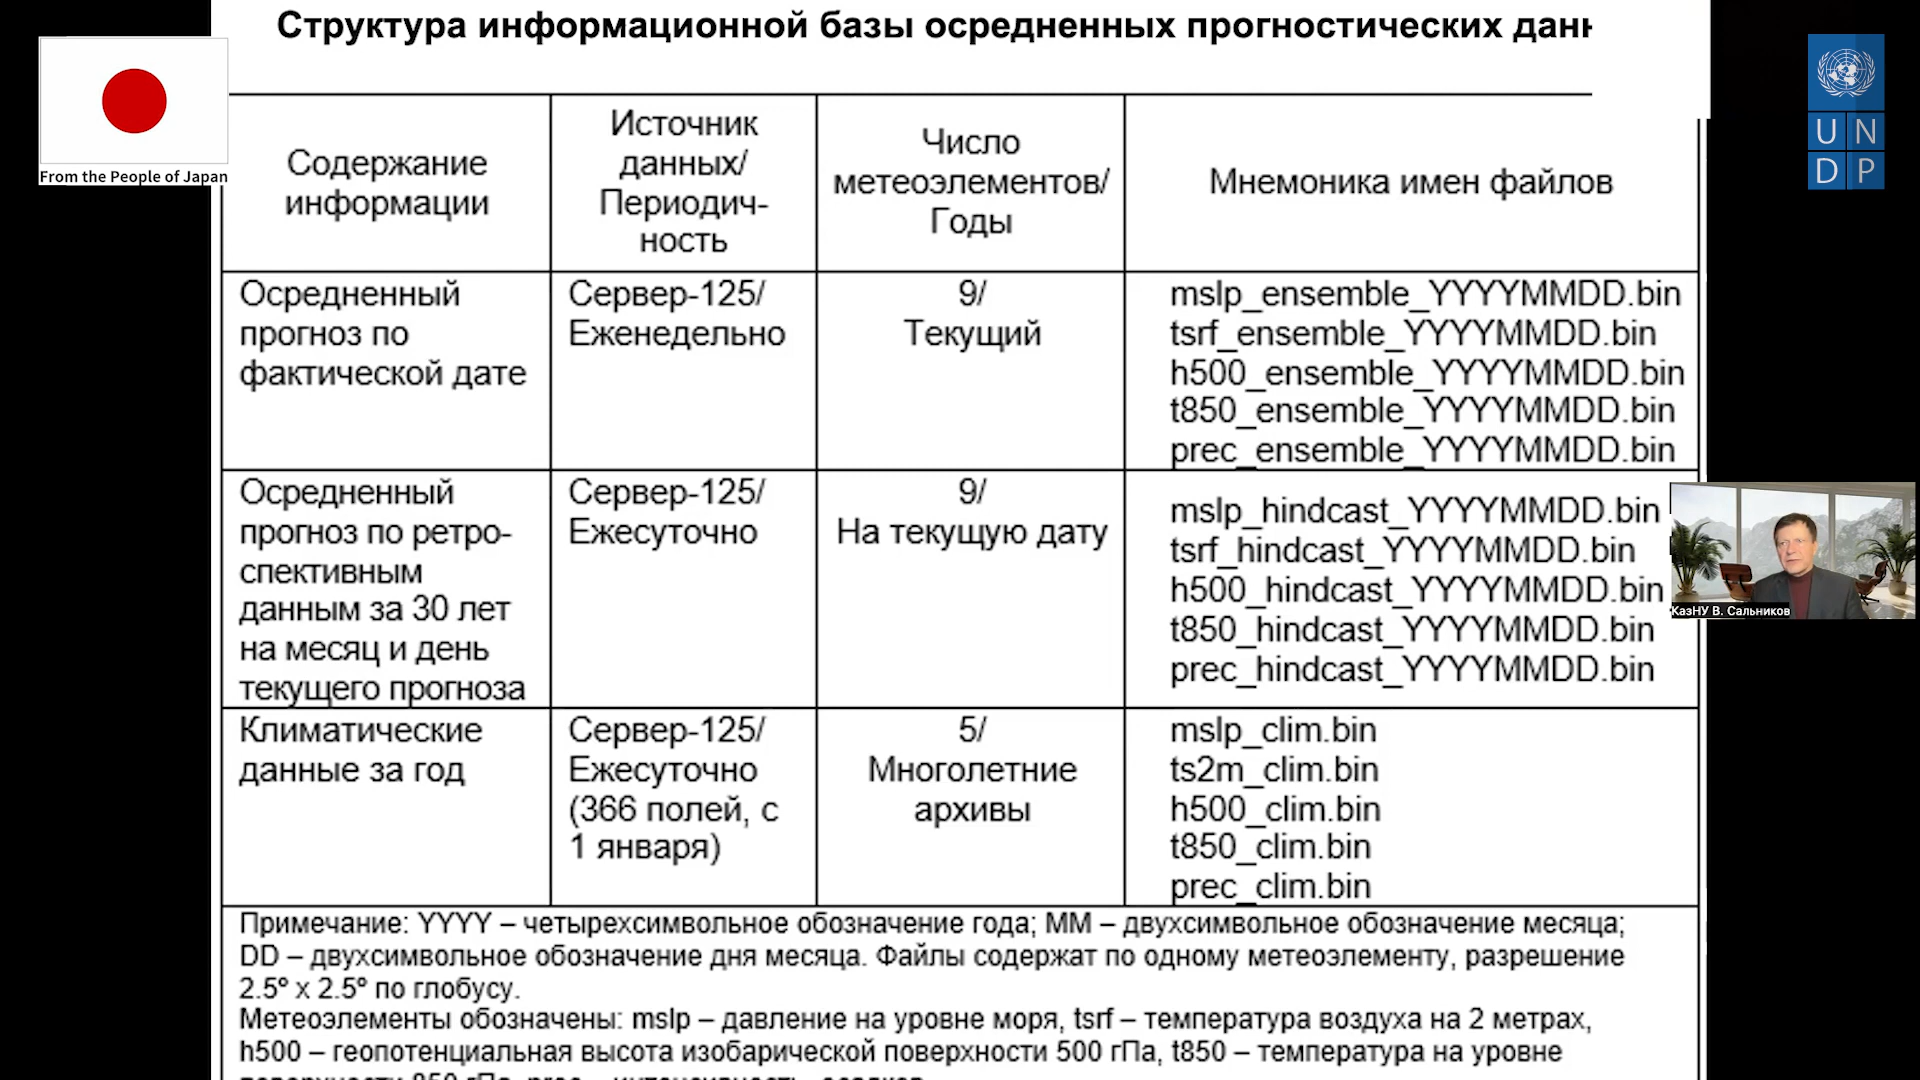 Структура информационной базы осредненных прогностических
From the People of Japan
U N
D P
Содержание
информации
Источник
данных/
Периодич-
ность
Число
метеоэлементов/
Годы
Мнемоника имен файлов
Осредненный
прогноз по
фактической дате
Сервер-125/
Еженедельно
9/
Текущий
mslp_ensemble_YYYYMMDD.bin
tsrf_ensemble_YYYYMMDD.bin
h500_ensemble_YYYYMMDD.bin
t850_ensemble_YYYYMMDD.bin
prec_ensemble_YYYYMMDD.bin
Осредненный
прогноз по ретро-
спективным
данным за 30 лет
на месяц и день
текущего прогноза
Сервер-125/
Ежесуточно
9/
На текущую дату
mslp_hindcast_YYYYMMDD.bin
tsrf_hindcast_YYYYMMDD.bin
h500_hindcast_YYYYMMDD.bin
t850_hindcast_YYYYMMDD.bin
prec_hindcast_YYYYMMDD.bin
КазНУ В. Сальников
Климатические
данные за год
Сервер-125/
Ежесуточно
(366 полей, с
1 января)
5/
Многолетние
архивы
mslp_clim.bin
ts2m_clim.bin
h500_clim.bin
t850_clim.bin
prec_clim.bin
Примечание: YYYY – четырехсимвольное обозначение года; MM – двухсимвольное обозначение месяца;
DD – двухсимвольное обозначение дня месяца. Файлы содержат по одному метеоэлементу, разрешение
2.5º x 2.5º по глобусу.
Метеоэлементы обозначены: mslp – давление на уровне моря, tsrf – температура воздуха на 2 метрах,
h500 – геопотенциальная высота изобарической поверхности 500 гПа, t850 – температура на уровне